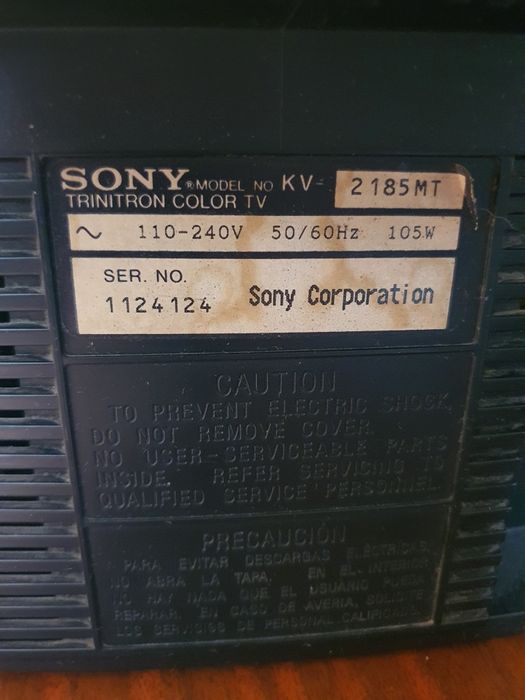 SONY ® MODEL NO KV- 2185MT
TRINITRON COLOR TV
~ 110-240V 50/60Hz 105W
SER. NO.
1124124 Sony Corporation
CAUTION
TO PREVENT ELECTRIC SHOCK,
DO NOT REMOVE COVER.
NO USER-SERVICEABLE PARTS
INSIDE. REFER SERVICING TO
QUALIFIED SERVICE PERSONNEL.
PRECAUCIÓN
PARA EVITAR DESCARGAS ELÉCTRICAS,
NO ABRA LA TAPA. EN EL INTERIOR
NO HAY NADA QUE EL USUARIO PUEDA
REPARAR. EN CASO DE AVERIA, SOLICITE
LOS SERVICIOS DE PERSONAL CALIFICADO.